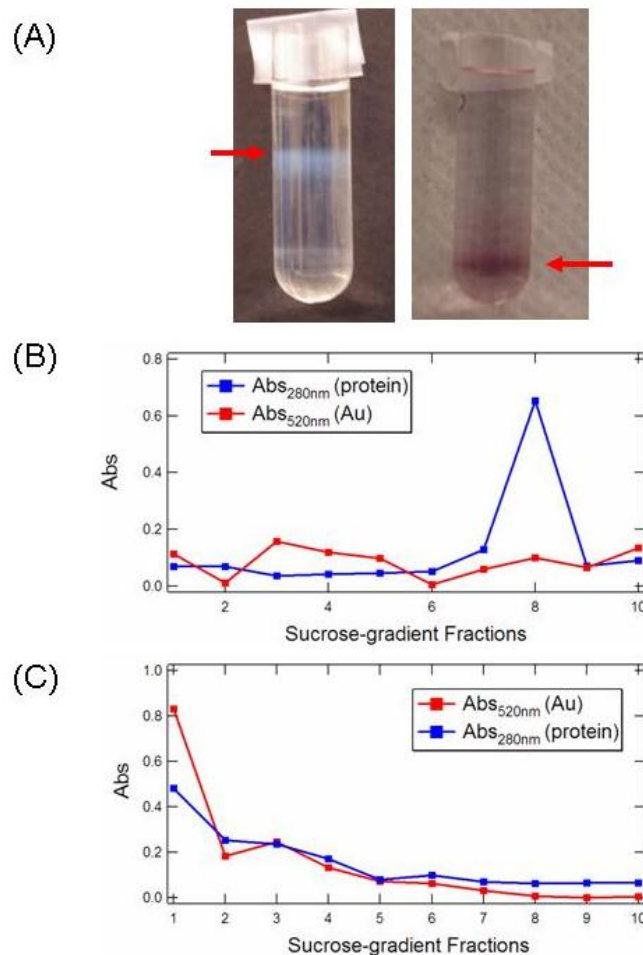 (A)
(B)
0.8
0.6
0.4
0.2
0.0
Abs
Abs280nm (protein)
Abs520nm (Au)
2
4
6
8
10
Sucrose-gradient Fractions
(C)
1.0
0.8
0.6
0.4
0.2
0.0
Abs
Abs520nm (Au)
Abs280nm (protein)
1
2
3
4
5
6
7
8
9
10
Sucrose-gradient Fractions